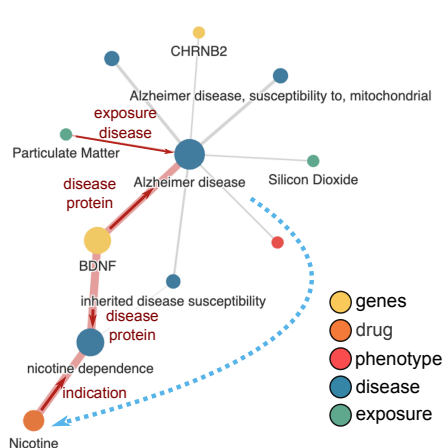 CHRNB2
Alzheimer disease, susceptibility to, mitochondrial
exposure
disease
Particulate Matter
Alzheimer disease
Silicon Dioxide
disease
protein
BDNF
inherited disease susceptibility
disease
protein
nicotine dependence
indication
Nicotine
genes
drug
phenotype
disease
exposure